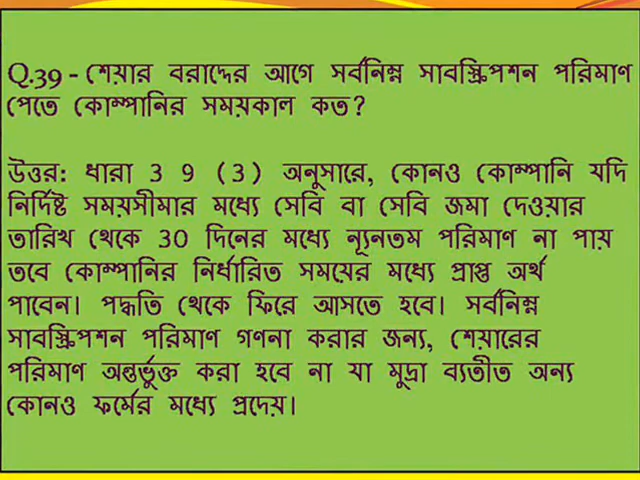 Q.39 - শেয়ার বরাদ্দের আগে সর্বনিম্ন সাবস্ক্রিপশন পরিমাণ
পেতে কোম্পানির সময়কাল কত?
উত্তর: ধারা 3 9 (3) অনুসারে, কোনও কোম্পানি যদি
নির্দিষ্ট সময়সীমার মধ্যে সেবি বা সেবি জমা দেওয়ার
তারিখ থেকে 30 দিনের মধ্যে ন্যূনতম পরিমাণ না পায়
তবে কোম্পানির নির্ধারিত সময়ের মধ্যে প্রাপ্ত অর্থ
পাবেন। পদ্ধতি থেকে ফিরে আসতে হবে। সর্বনিম্ন
সাবস্ক্রিপশন পরিমাণ গণনা করার জন্য, শেয়ারের
পরিমাণ অন্তর্ভুক্ত করা হবে না যা মুদ্রা ব্যতীত অন্য
কোনও ফর্মের মধ্যে প্রদেয়।